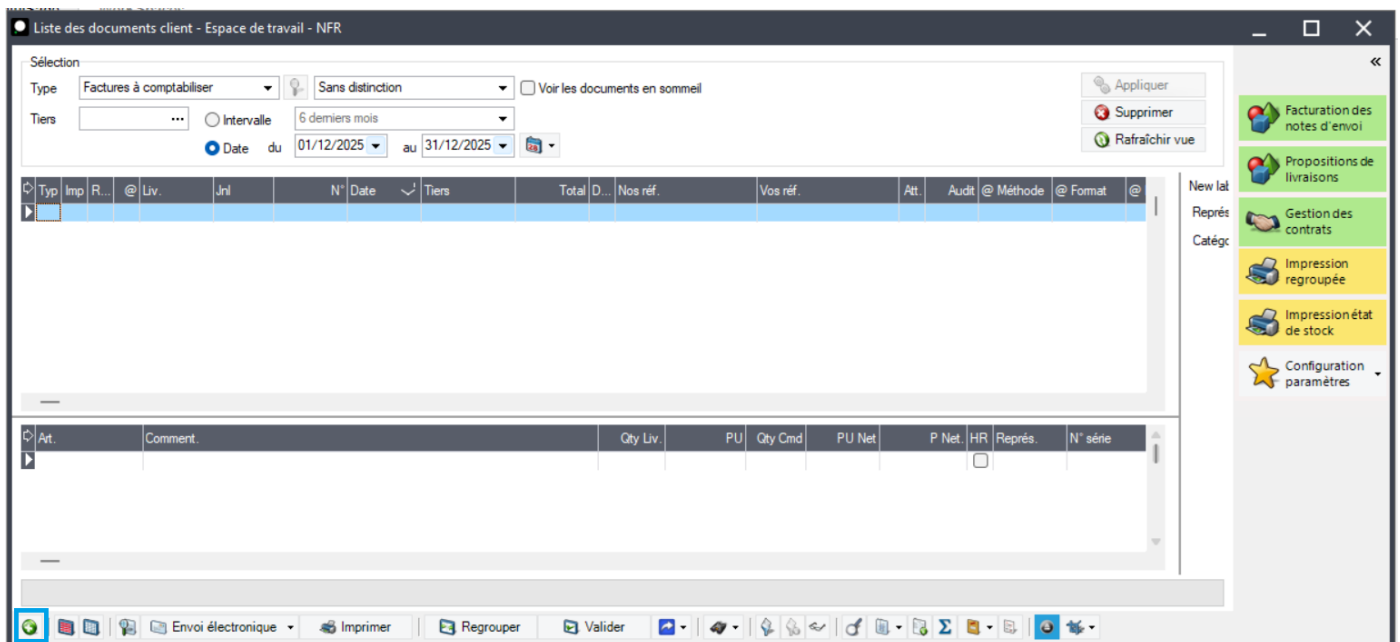 Liste des documents client - Espace de travail - NFR
Sélection
Type Factures à comptabiliser Sans distinction Voir les documents en sommeil
Appliquer
Tiers ... Intervalle 6 derniers mois
Supprimer
Date du 01/12/2025 au 31/12/2025
Rafraîchir vue
Typ Imp R... @ Liv. Jnl N° Date Tiers Total D... Nos réf. Vos réf. Att. Audit @ Méthode @ Format @
New lab
Représ
Catégo
Art. Comment. Qty Liv. PU Qty Cmd PU Net P Net. HR Représ. N° série
Envoi électronique Imprimer Regrouper Valider
«
Facturation des
notes d'envoi
Propositions de
livraisons
Gestion des
contrats
Impression
regroupée
Impression état
de stock
Configuration
paramètres